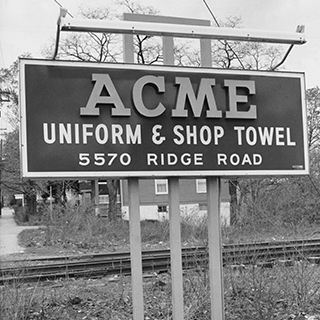 ACME
UNIFORM & SHOP TOWEL
5570 RIDGE ROAD